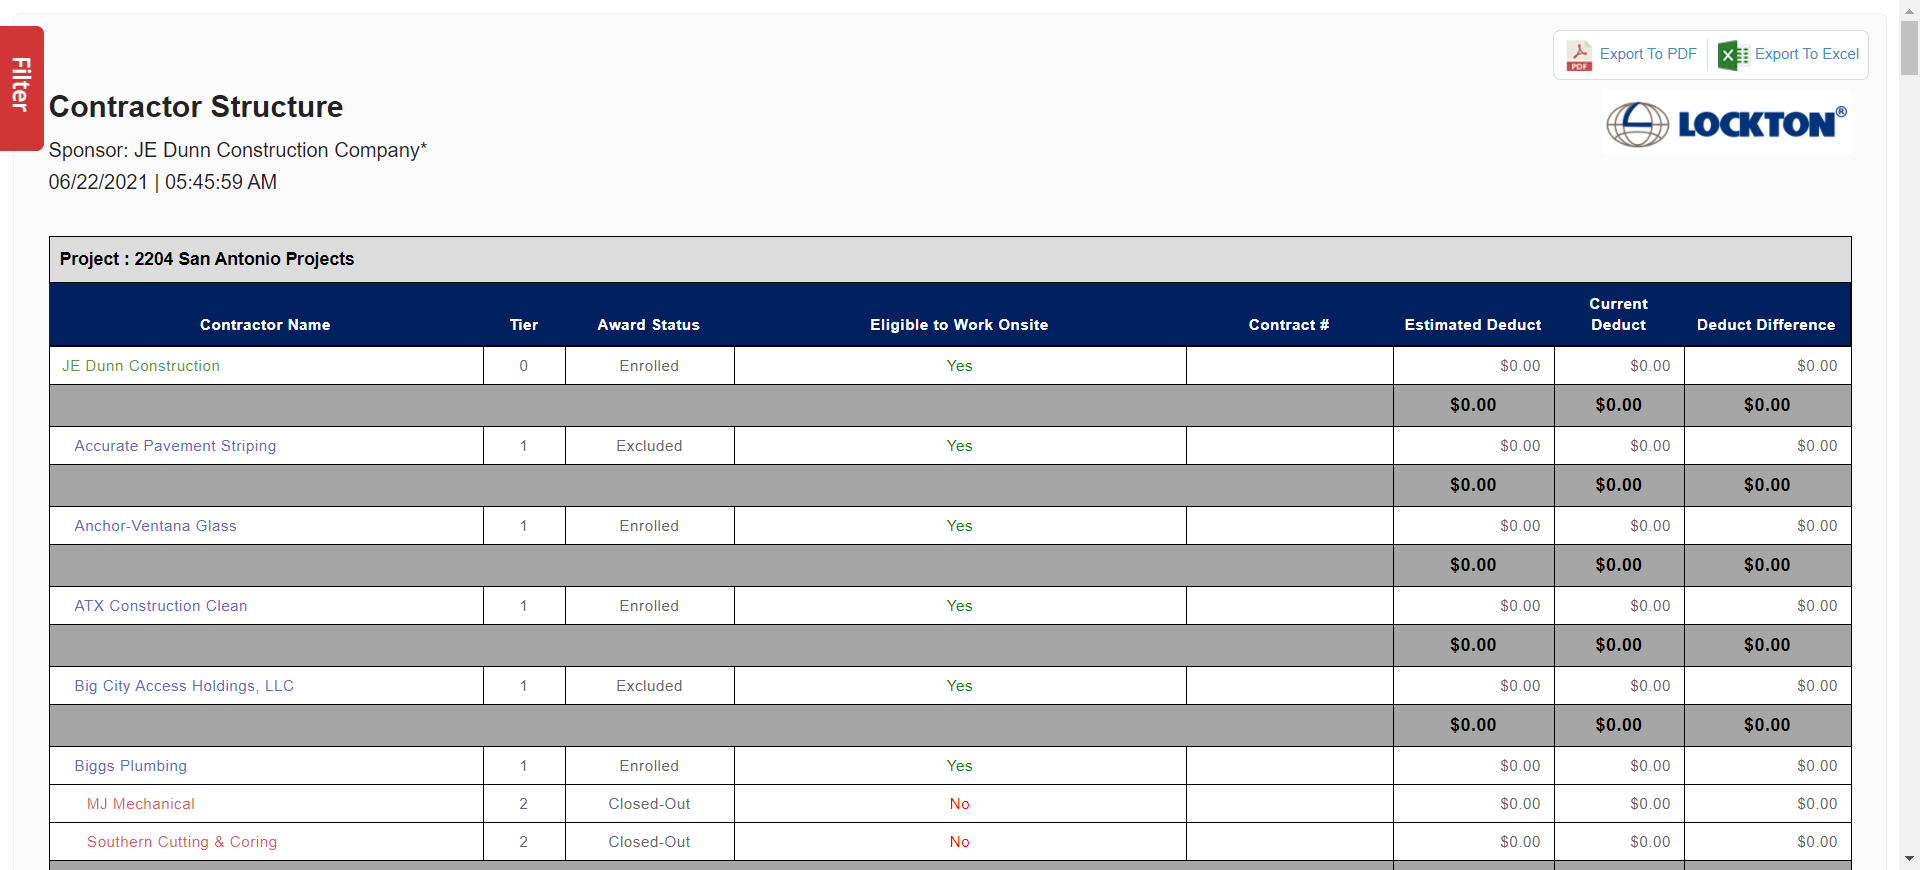 Filter
Export To PDF
Export To Excel
PDF
Contractor Structure
LOCKTON®
Sponsor: JE Dunn Construction Company*
06/22/2021 | 05:45:59 AM
Project : 2204 San Antonio Projects
Contractor Name Tier Award Status Eligible to Work Onsite Contract # Estimated Deduct Current Deduct Deduct Difference
JE Dunn Construction 0 Enrolled Yes $0.00 $0.00 $0.00
$0.00 $0.00 $0.00
Accurate Pavement Striping 1 Excluded Yes $0.00 $0.00 $0.00
$0.00 $0.00 $0.00
Anchor-Ventana Glass 1 Enrolled Yes $0.00 $0.00 $0.00
$0.00 $0.00 $0.00
ATX Construction Clean 1 Enrolled Yes $0.00 $0.00 $0.00
$0.00 $0.00 $0.00
Big City Access Holdings, LLC 1 Excluded Yes $0.00 $0.00 $0.00
$0.00 $0.00 $0.00
Biggs Plumbing 1 Enrolled Yes $0.00 $0.00 $0.00
MJ Mechanical 2 Closed-Out No $0.00 $0.00 $0.00
Southern Cutting & Coring 2 Closed-Out No $0.00 $0.00 $0.00